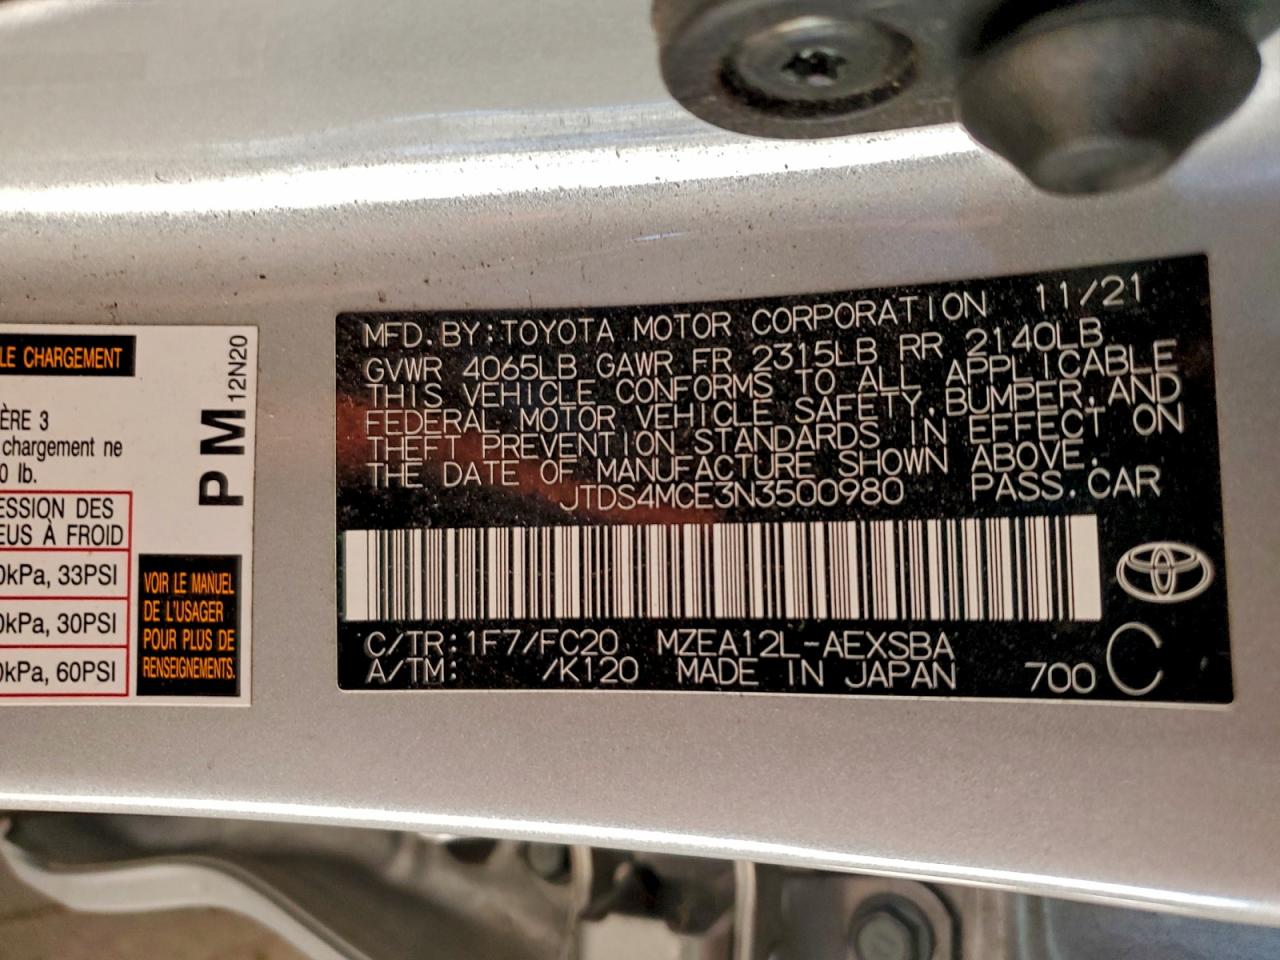 LE CHARGEMENT
ÈRE 3
chargement ne
0 lb.
ESSION DES
EUS À FROID
0kPa, 33PSI
0kPa, 30PSI
0kPa, 60PSI
PM
12N20
VOIR LE MANUEL
DE L'USAGER
POUR PLUS DE
RENSEIGNEMENTS.
MFD. BY: TOYOTA MOTOR CORPORATION 11/21
GVWR 4065LB GAWR FR 2315LB RR 2140LB
THIS VEHICLE CONFORMS TO ALL APPLICABLE
FEDERAL MOTOR VEHICLE SAFETY, BUMPER, AND
THEFT PREVENTION STANDARDS IN EFFECT ON
THE DATE OF MANUFACTURE SHOWN ABOVE.
JTDS4MCE3N3500980 PASS. CAR
C/TR: 1F7/FC20 MZEA12L-AEXSBA
A/TM: /K120 MADE IN JAPAN 700 C